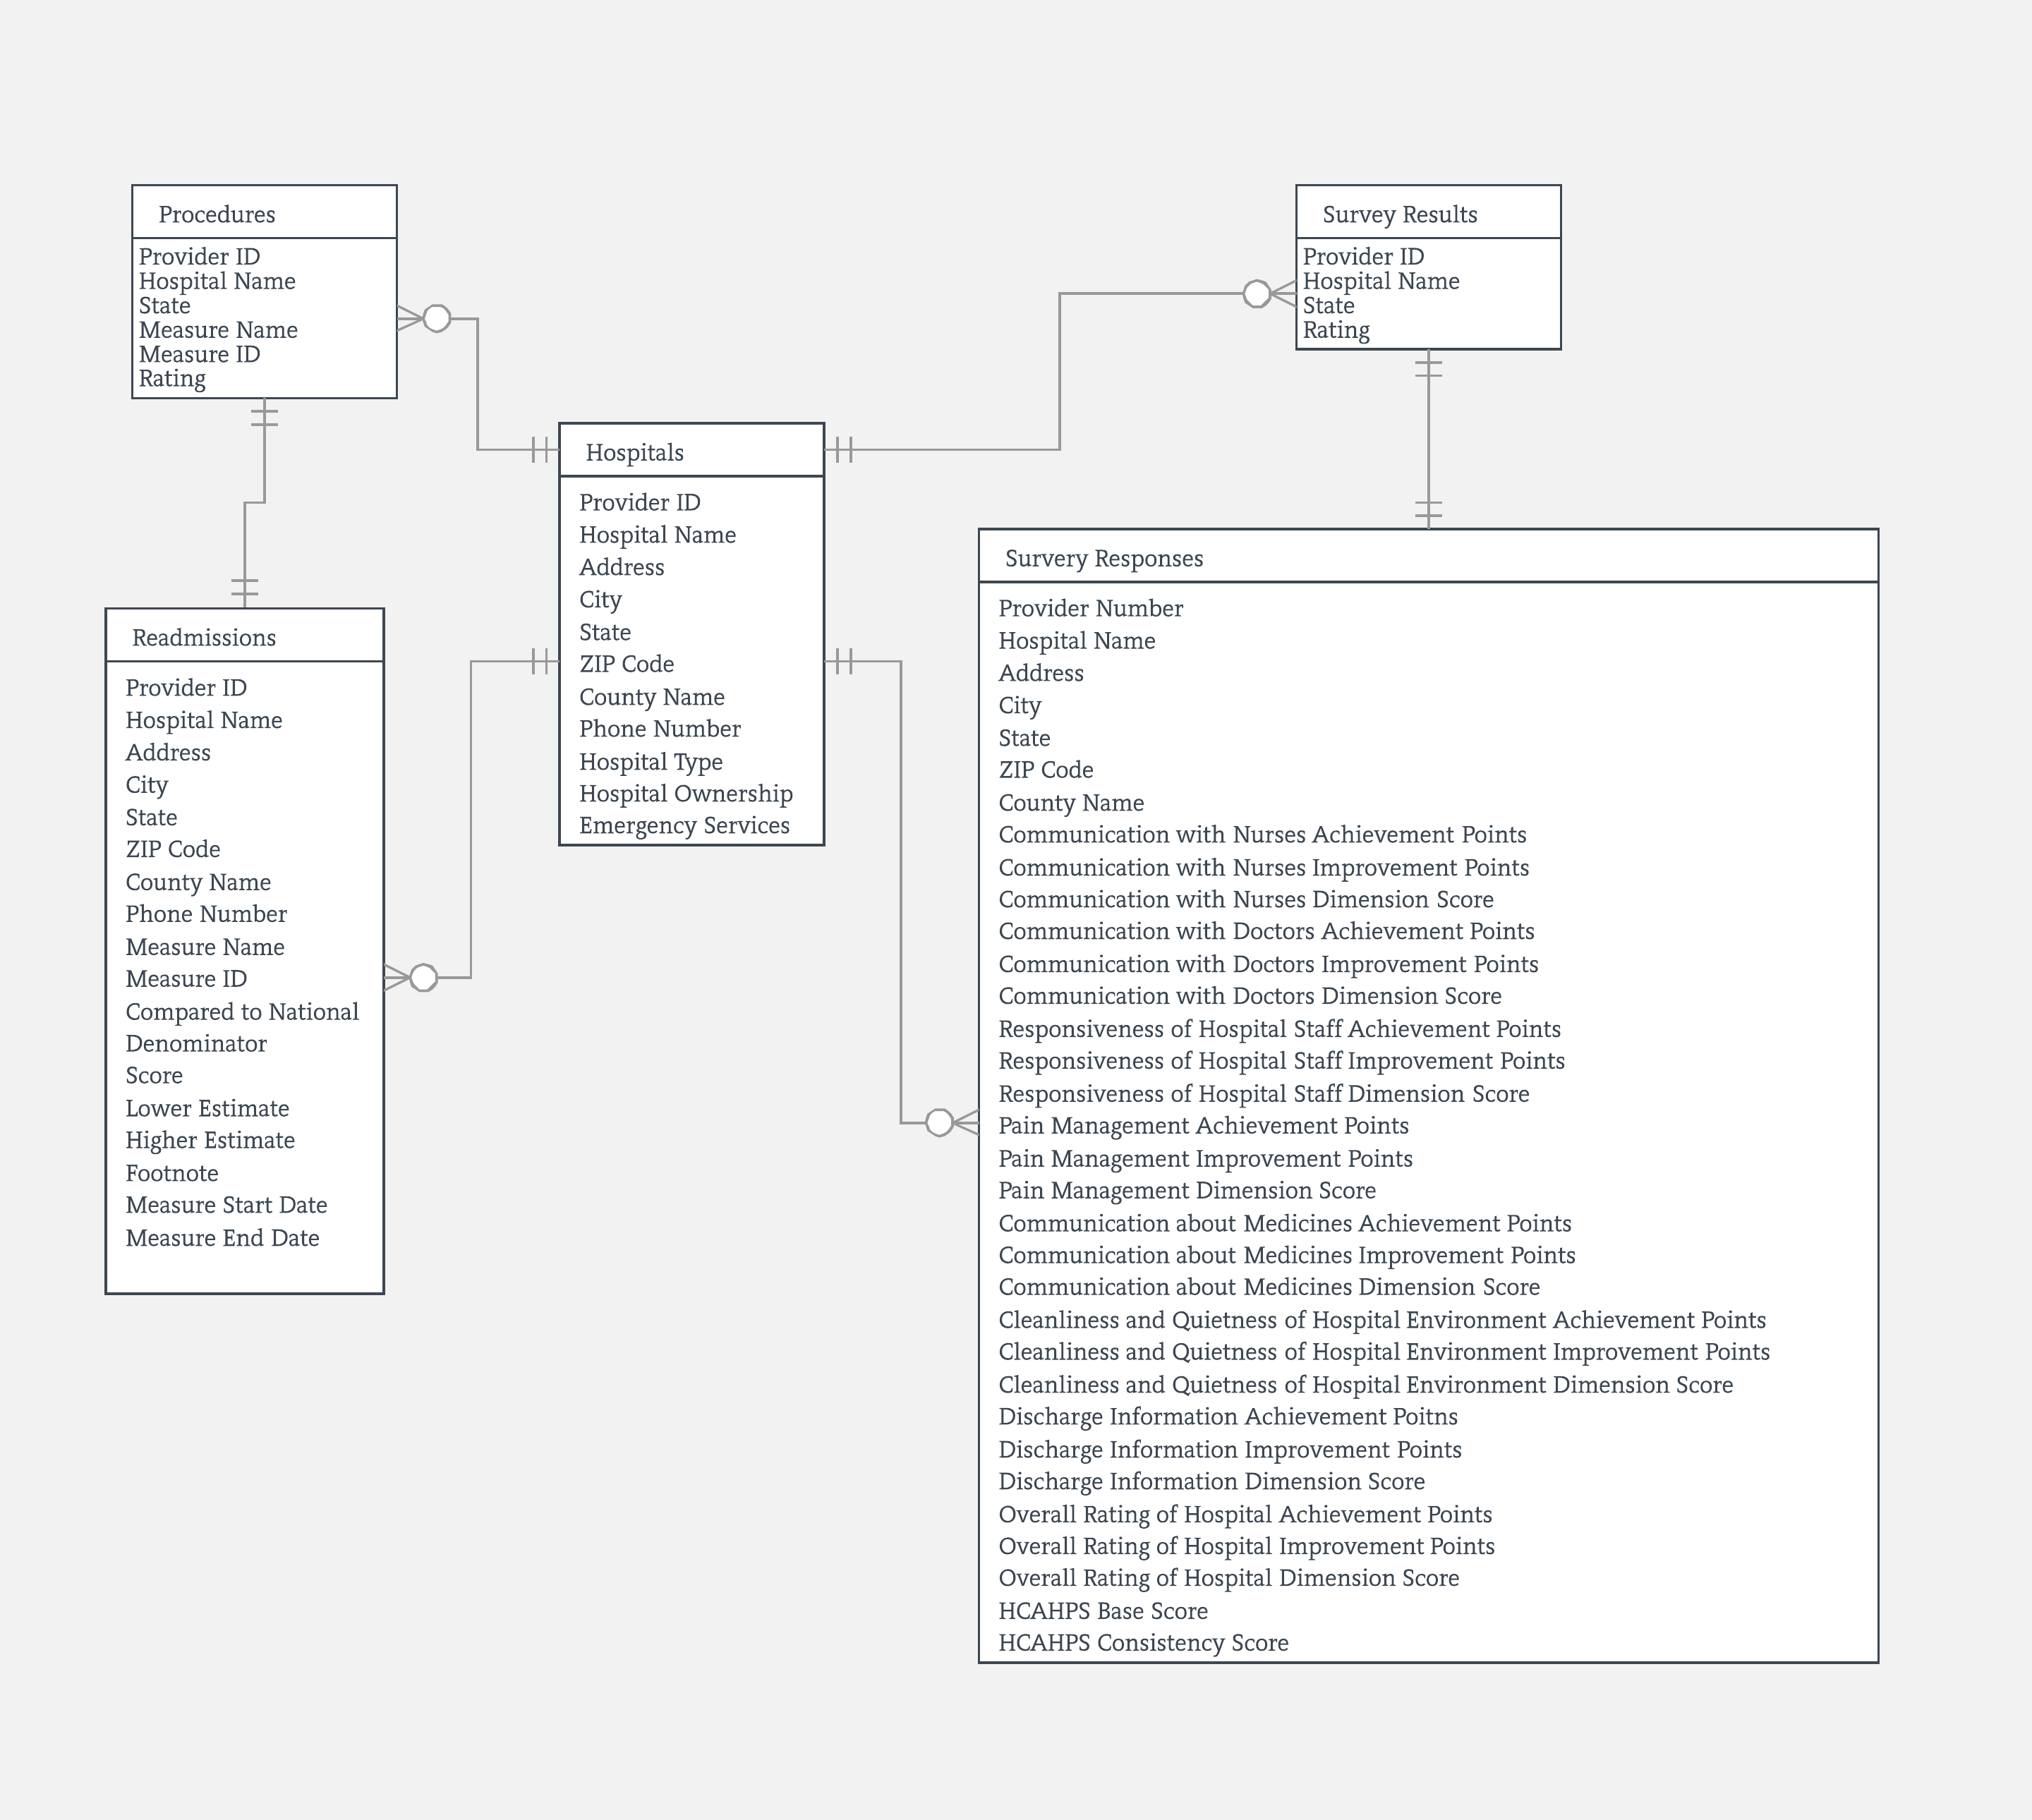 Procedures
Provider ID
Hospital Name
State
Measure Name
Measure ID
Rating
Survey Results
Provider ID
Hospital Name
State
Rating
Hospitals
Provider ID
Hospital Name
Address
City
State
ZIP Code
County Name
Phone Number
Hospital Type
Hospital Ownership
Emergency Services
Readmissions
Provider ID
Hospital Name
Address
City
State
ZIP Code
County Name
Phone Number
Measure Name
Measure ID
Compared to National
Denominator
Score
Lower Estimate
Higher Estimate
Footnote
Measure Start Date
Measure End Date
Survery Responses
Provider Number
Hospital Name
Address
City
State
ZIP Code
County Name
Communication with Nurses Achievement Points
Communication with Nurses Improvement Points
Communication with Nurses Dimension Score
Communication with Doctors Achievement Points
Communication with Doctors Improvement Points
Communication with Doctors Dimension Score
Responsiveness of Hospital Staff Achievement Points
Responsiveness of Hospital Staff Improvement Points
Responsiveness of Hospital Staff Dimension Score
Pain Management Achievement Points
Pain Management Improvement Points
Pain Management Dimension Score
Communication about Medicines Achievement Points
Communication about Medicines Improvement Points
Communication about Medicines Dimension Score
Cleanliness and Quietness of Hospital Environment Achievement Points
Cleanliness and Quietness of Hospital Environment Improvement Points
Cleanliness and Quietness of Hospital Environment Dimension Score
Discharge Information Achievement Poitns
Discharge Information Improvement Points
Discharge Information Dimension Score
Overall Rating of Hospital Achievement Points
Overall Rating of Hospital Improvement Points
Overall Rating of Hospital Dimension Score
HCAHPS Base Score
HCAHPS Consistency Score